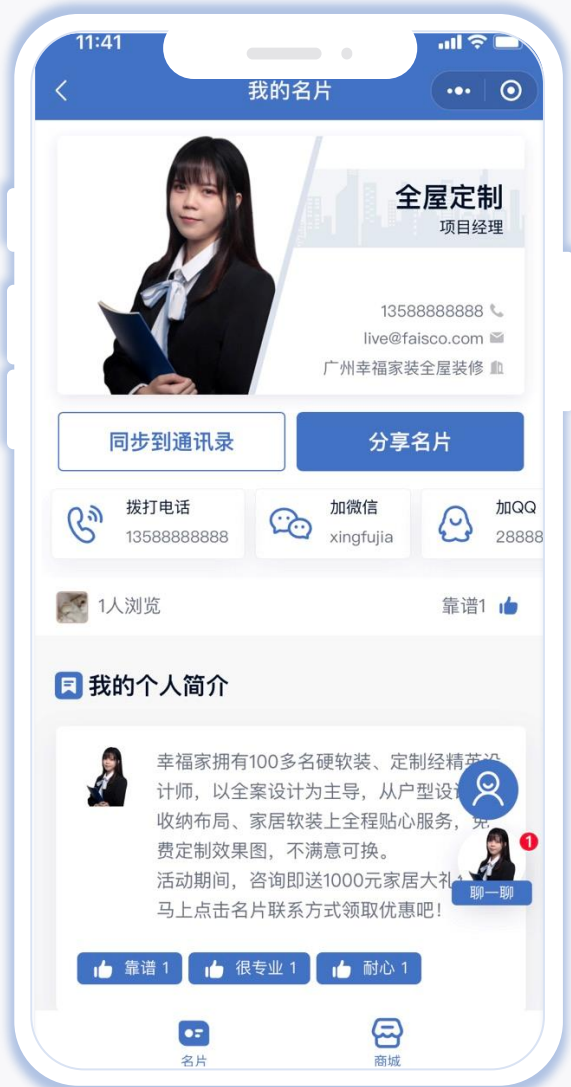 11:41
我的名片
全屋定制
项目经理
13588888888
live@faisco.com
广州幸福家装全屋装修
同步到通讯录
分享名片
拨打电话
13588888888
加微信
xingfujia
加QQ
28888
1人浏览
靠谱1
我的个人简介
幸福家拥有100多名硬软装、定制经精英设
计师，以全案设计为主导，从户型设
收纳布局、家居软装上全程贴心服务，免
费定制效果图，不满意可换。
活动期间，咨询即送1000元家居大礼
马上点击名片联系方式领取优惠吧！
1
聊一聊
靠谱 1
很专业 1
耐心 1
名片
商城